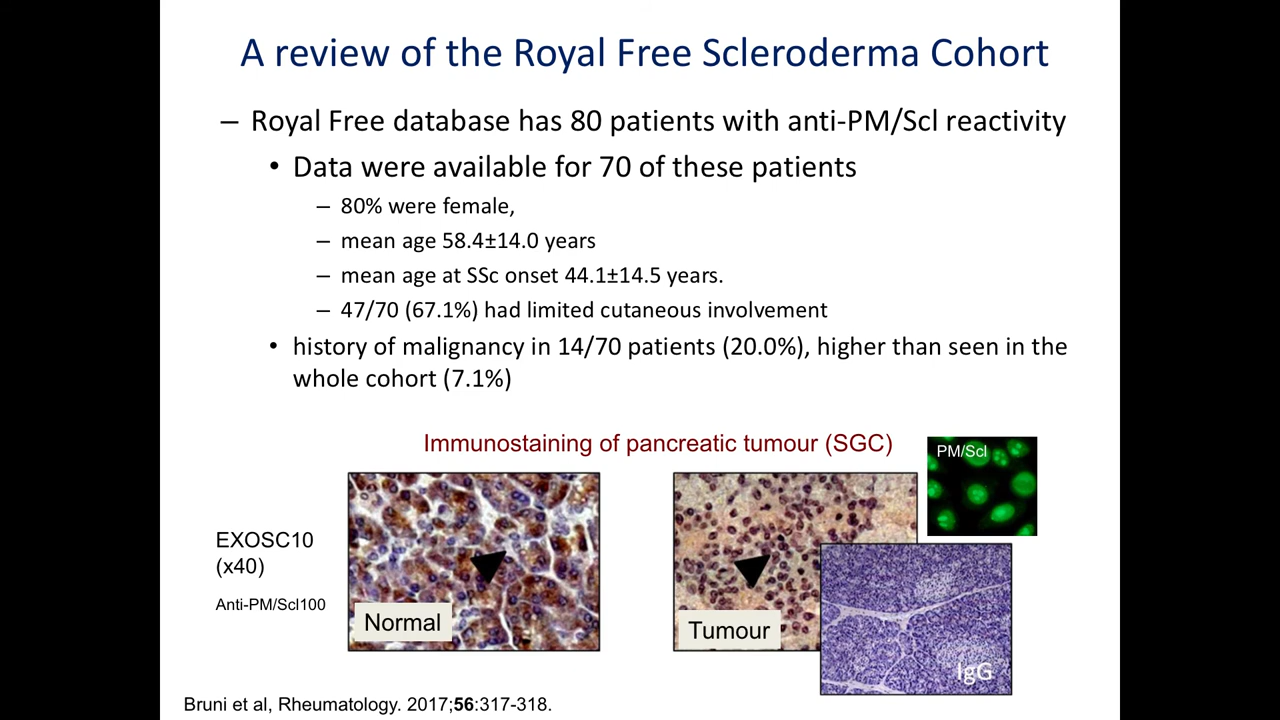 A review of the Royal Free Scleroderma Cohort
– Royal Free database has 80 patients with anti-PM/Scl reactivity
• Data were available for 70 of these patients
– 80% were female,
– mean age 58.4±14.0 years
– mean age at SSc onset 44.1±14.5 years.
– 47/70 (67.1%) had limited cutaneous involvement
• history of malignancy in 14/70 patients (20.0%), higher than seen in the
whole cohort (7.1%)
Immunostaining of pancreatic tumour (SGC)
PM/Scl
EXOSC10
(x40)
Anti-PM/Scl100
Normal
Tumour
IgG
Bruni et al, Rheumatology. 2017;56:317-318.